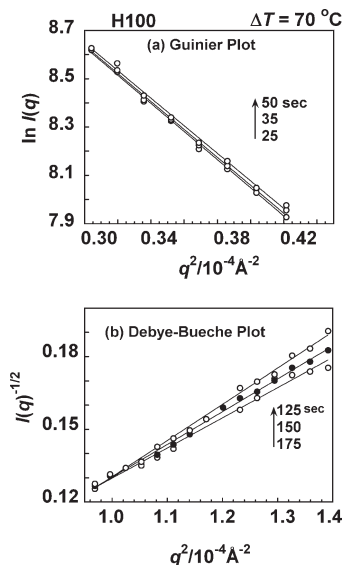 H100 ΔT = 70 °C
(a) Guinier Plot
ln I(q)
8.7
8.5
8.3
8.1
7.9
50 sec
35
25
0.30 0.34 0.38 0.42
q²/10⁻⁴Å⁻²
(b) Debye-Bueche Plot
I(q)⁻¹/²
0.18
0.15
0.12
125 sec
150
175
1.0 1.1 1.2 1.3 1.4
q²/10⁻⁴Å⁻²